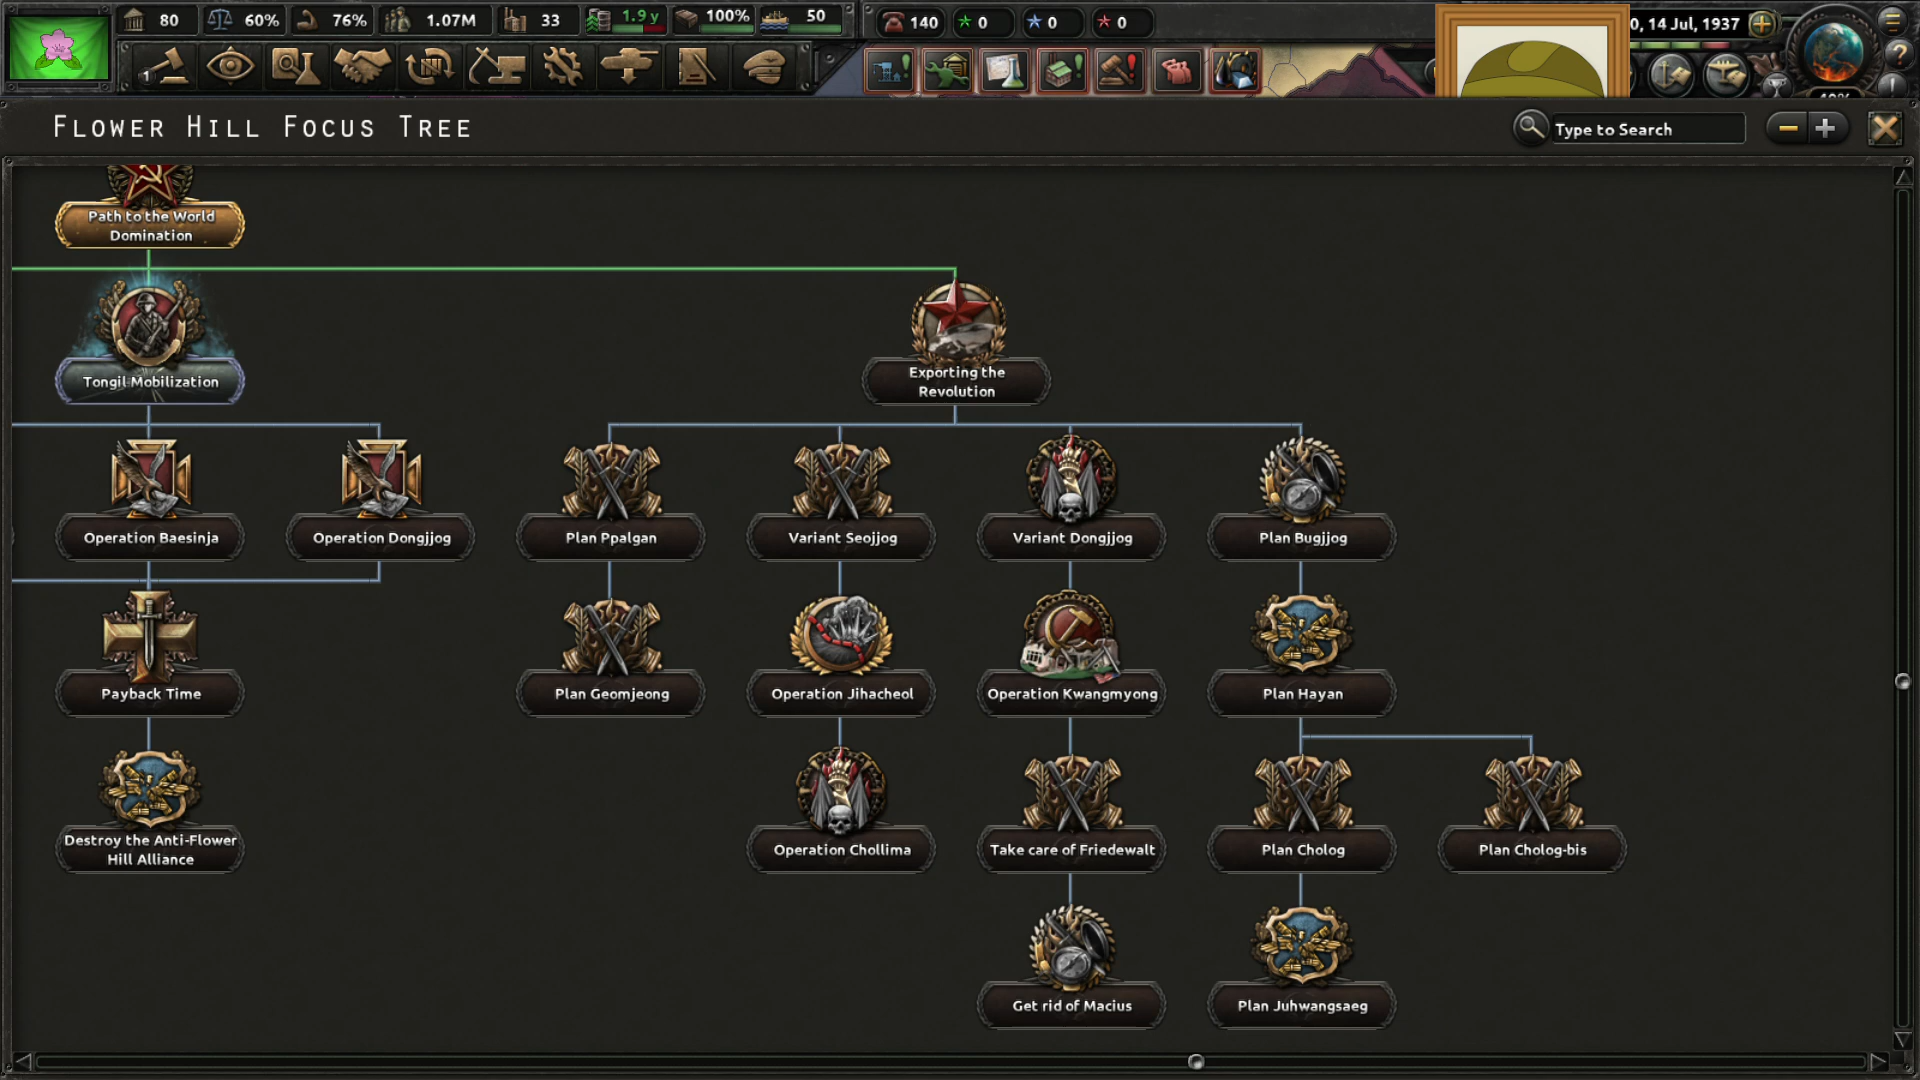 80
60%
76%
1.07M
33
1.9 y
100%
50
140
0
0
0
0, 14 Jul, 1937
1
Flower Hill Focus Tree
Type to Search
Path to the World
Domination
Tongil Mobilization
Exporting the
Revolution
Operation Baesinja
Operation Dongjjog
Plan Ppalgan
Variant Seojjog
Variant Dongjjog
Plan Bugjjog
Payback Time
Plan Geomjeong
Operation Jihacheol
Operation Kwangmyong
Plan Hayan
Destroy the Anti-Flower
Hill Alliance
Operation Chollima
Take care of Friedewalt
Plan Cholog
Plan Cholog-bis
Get rid of Macius
Plan Juhwangsaeg